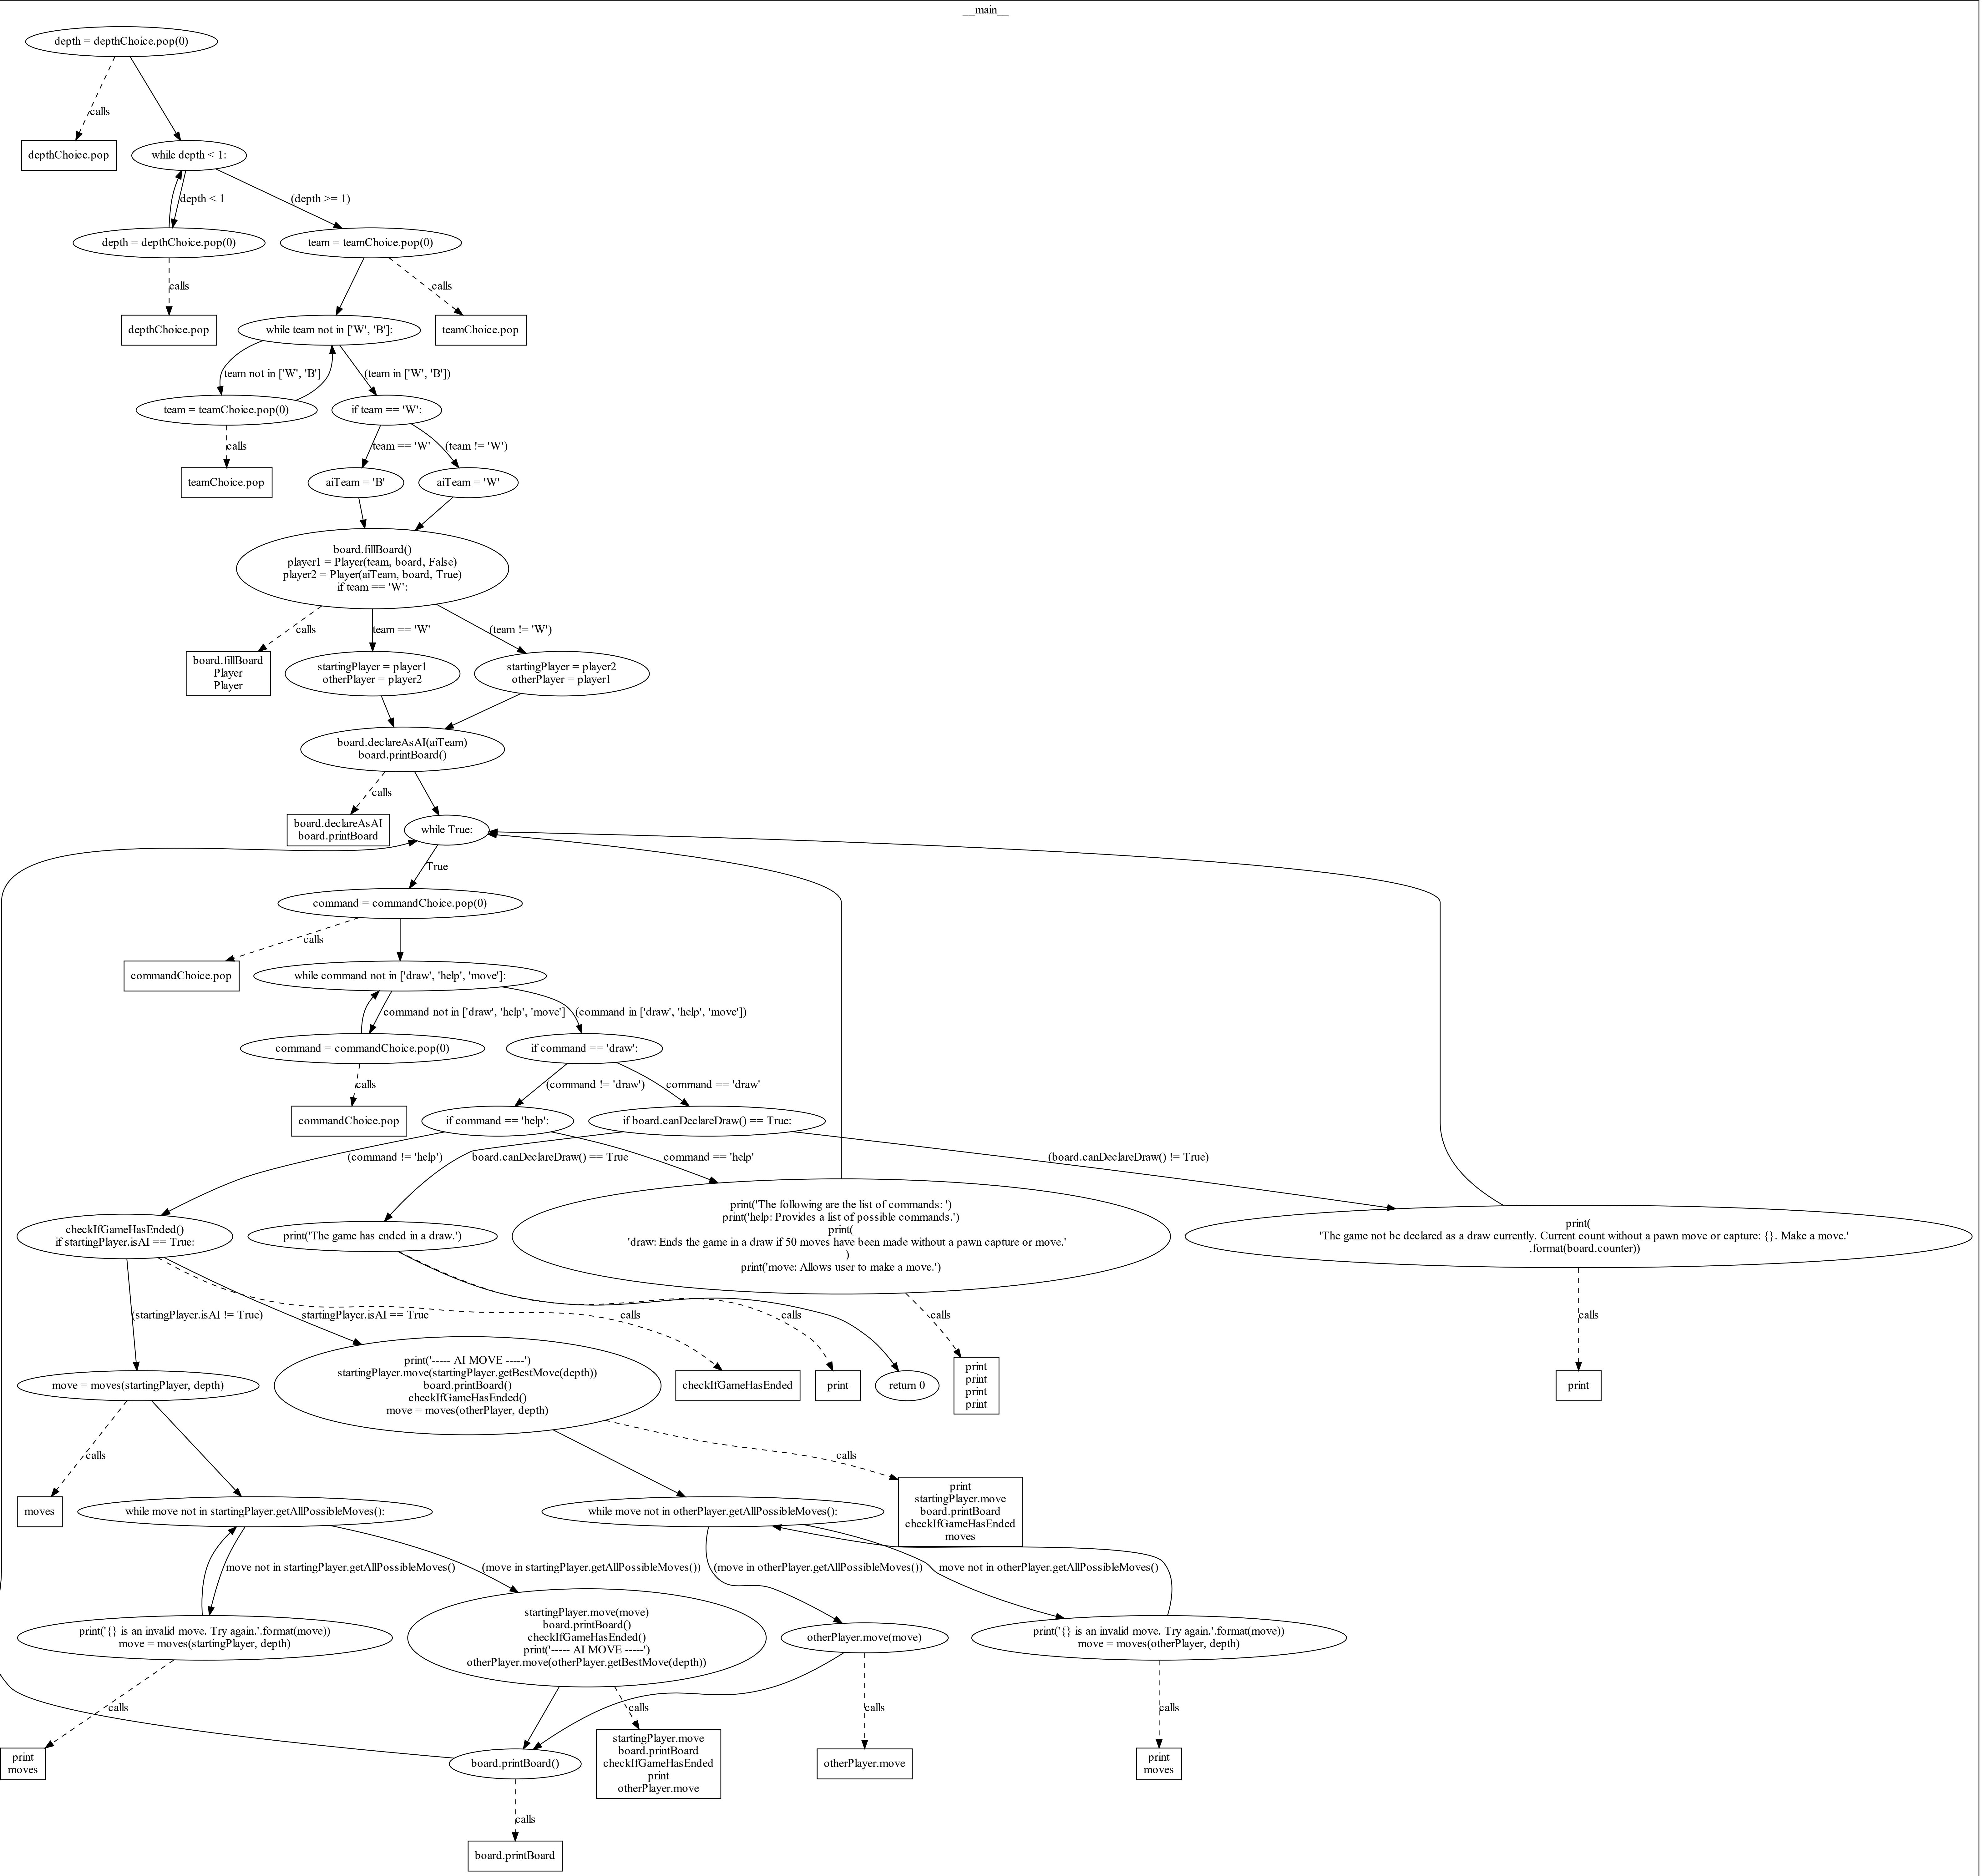 __main__
depth = depthChoice.pop(0)
calls
depthChoice.pop
while depth < 1:
depth < 1
(depth >= 1)
depth = depthChoice.pop(0)
team = teamChoice.pop(0)
calls
calls
depthChoice.pop
while team not in ['W', 'B']:
teamChoice.pop
team not in ['W', 'B']
(team in ['W', 'B'])
team = teamChoice.pop(0)
if team == 'W':
calls
team == 'W'
(team != 'W')
teamChoice.pop
aiTeam = 'B'
aiTeam = 'W'
board.fillBoard()
player1 = Player(team, board, False)
player2 = Player(aiTeam, board, True)
if team == 'W':
calls
team == 'W'
(team != 'W')
board.fillBoard
Player
Player
startingPlayer = player1
otherPlayer = player2
startingPlayer = player2
otherPlayer = player1
board.declareAsAI(aiTeam)
board.printBoard()
calls
board.declareAsAI
board.printBoard
while True:
True
command = commandChoice.pop(0)
calls
commandChoice.pop
while command not in ['draw', 'help', 'move']:
command not in ['draw', 'help', 'move']
(command in ['draw', 'help', 'move'])
command = commandChoice.pop(0)
if command == 'draw':
calls
(command != 'draw')
command == 'draw'
commandChoice.pop
if command == 'help':
if board.canDeclareDraw() == True:
(command != 'help')
board.canDeclareDraw() == True
command == 'help'
(board.canDeclareDraw() != True)
checkIfGameHasEnded()
if startingPlayer.isAI == True:
print('The game has ended in a draw.')
print('The following are the list of commands: ')
print('help: Provides a list of possible commands.')
print(
'draw: Ends the game in a draw if 50 moves have been made without a pawn capture or move.'
)
print('move: Allows user to make a move.')
print(
'The game not be declared as a draw currently. Current count without a pawn move or capture: {}. Make a move.'
.format(board.counter))
(startingPlayer.isAI != True)
startingPlayer.isAI == True
calls
calls
calls
calls
move = moves(startingPlayer, depth)
print('----- AI MOVE -----')
startingPlayer.move(startingPlayer.getBestMove(depth))
board.printBoard()
checkIfGameHasEnded()
move = moves(otherPlayer, depth)
checkIfGameHasEnded
print
return 0
print
print
print
print
print
calls
calls
moves
while move not in startingPlayer.getAllPossibleMoves():
while move not in otherPlayer.getAllPossibleMoves():
print
startingPlayer.move
board.printBoard
checkIfGameHasEnded
moves
move not in startingPlayer.getAllPossibleMoves()
(move in startingPlayer.getAllPossibleMoves())
(move in otherPlayer.getAllPossibleMoves())
move not in otherPlayer.getAllPossibleMoves()
print('{} is an invalid move. Try again.'.format(move))
move = moves(startingPlayer, depth)
startingPlayer.move(move)
board.printBoard()
checkIfGameHasEnded()
print('----- AI MOVE -----')
otherPlayer.move(otherPlayer.getBestMove(depth))
otherPlayer.move(move)
print('{} is an invalid move. Try again.'.format(move))
move = moves(otherPlayer, depth)
calls
calls
calls
calls
print
moves
board.printBoard()
startingPlayer.move
board.printBoard
checkIfGameHasEnded
print
otherPlayer.move
otherPlayer.move
print
moves
calls
board.printBoard